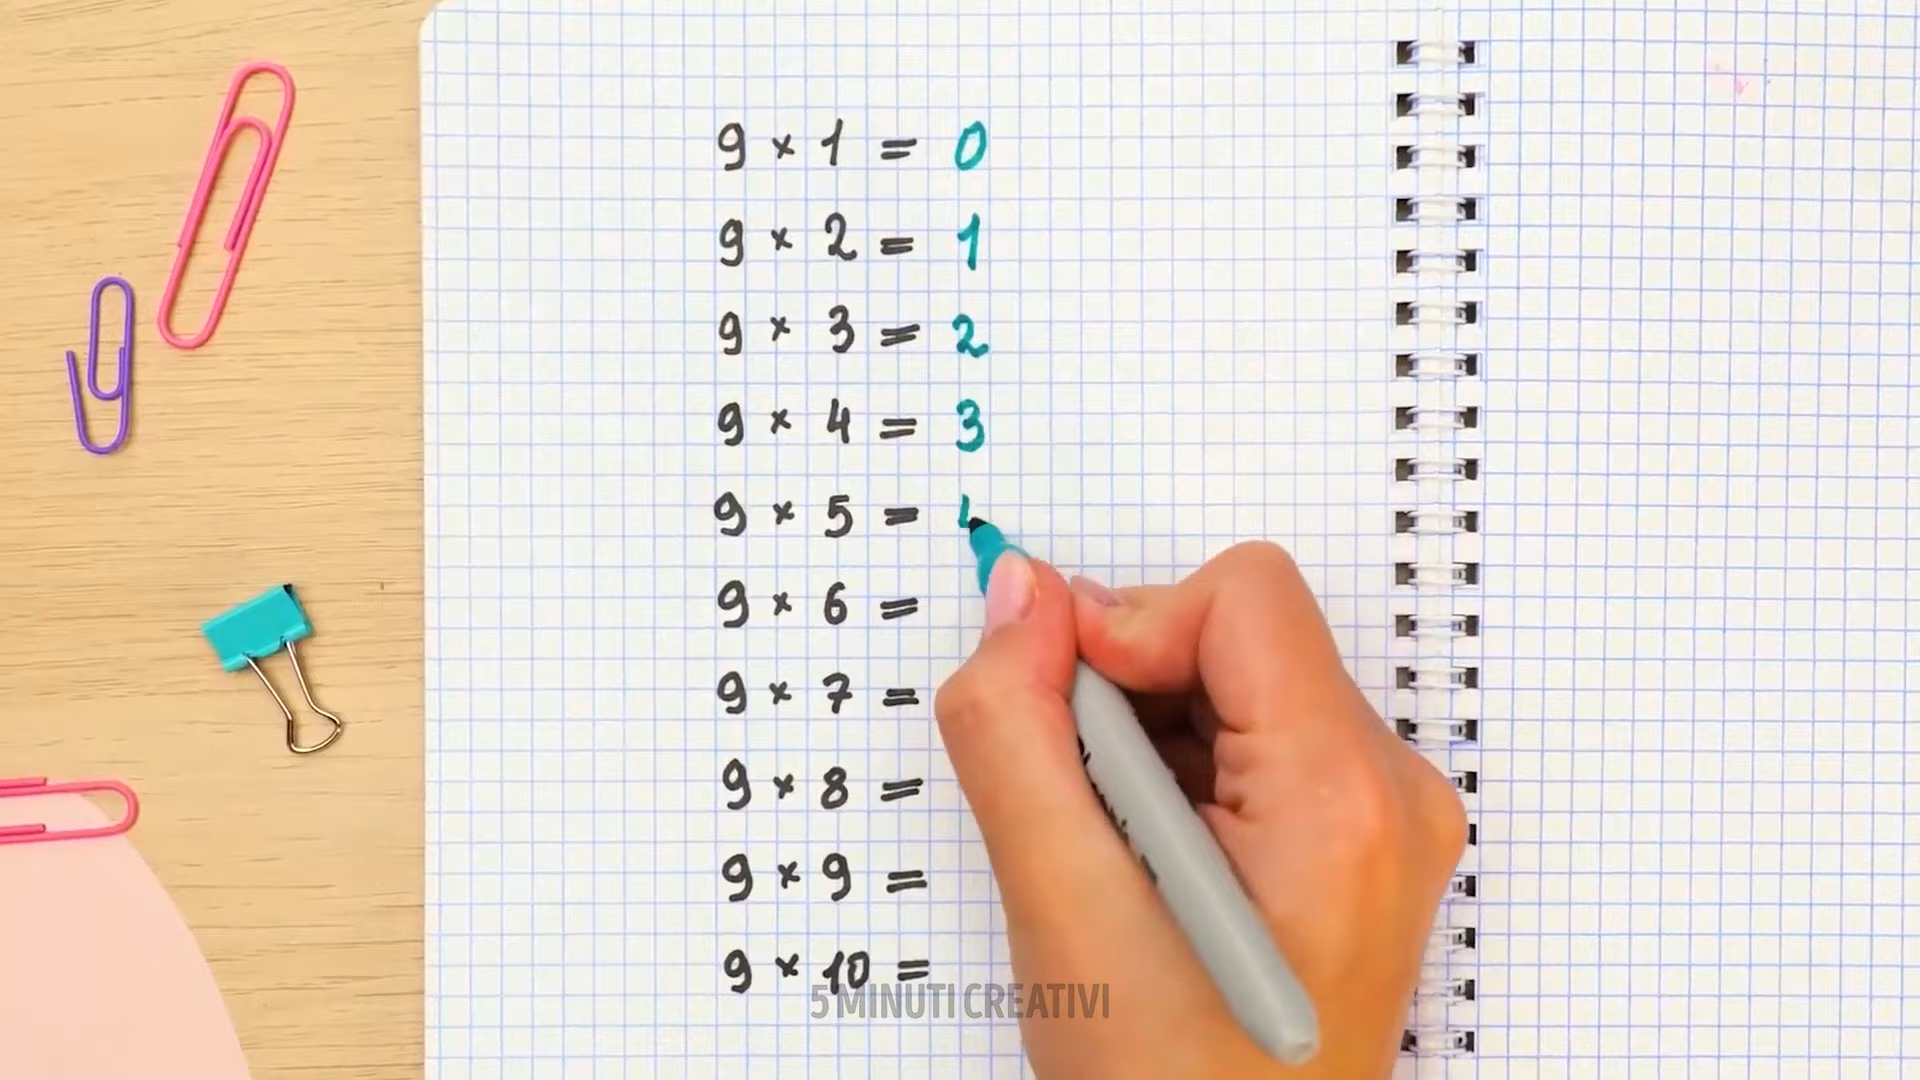 9 × 1 = 0
9 × 2 = 1
9 × 3 = 2
9 × 4 = 3
9 × 5 = 4
9 × 6 =
9 × 7 =
9 × 8 =
9 × 9 =
9 × 10 =
5 MINUTI CREATIVI